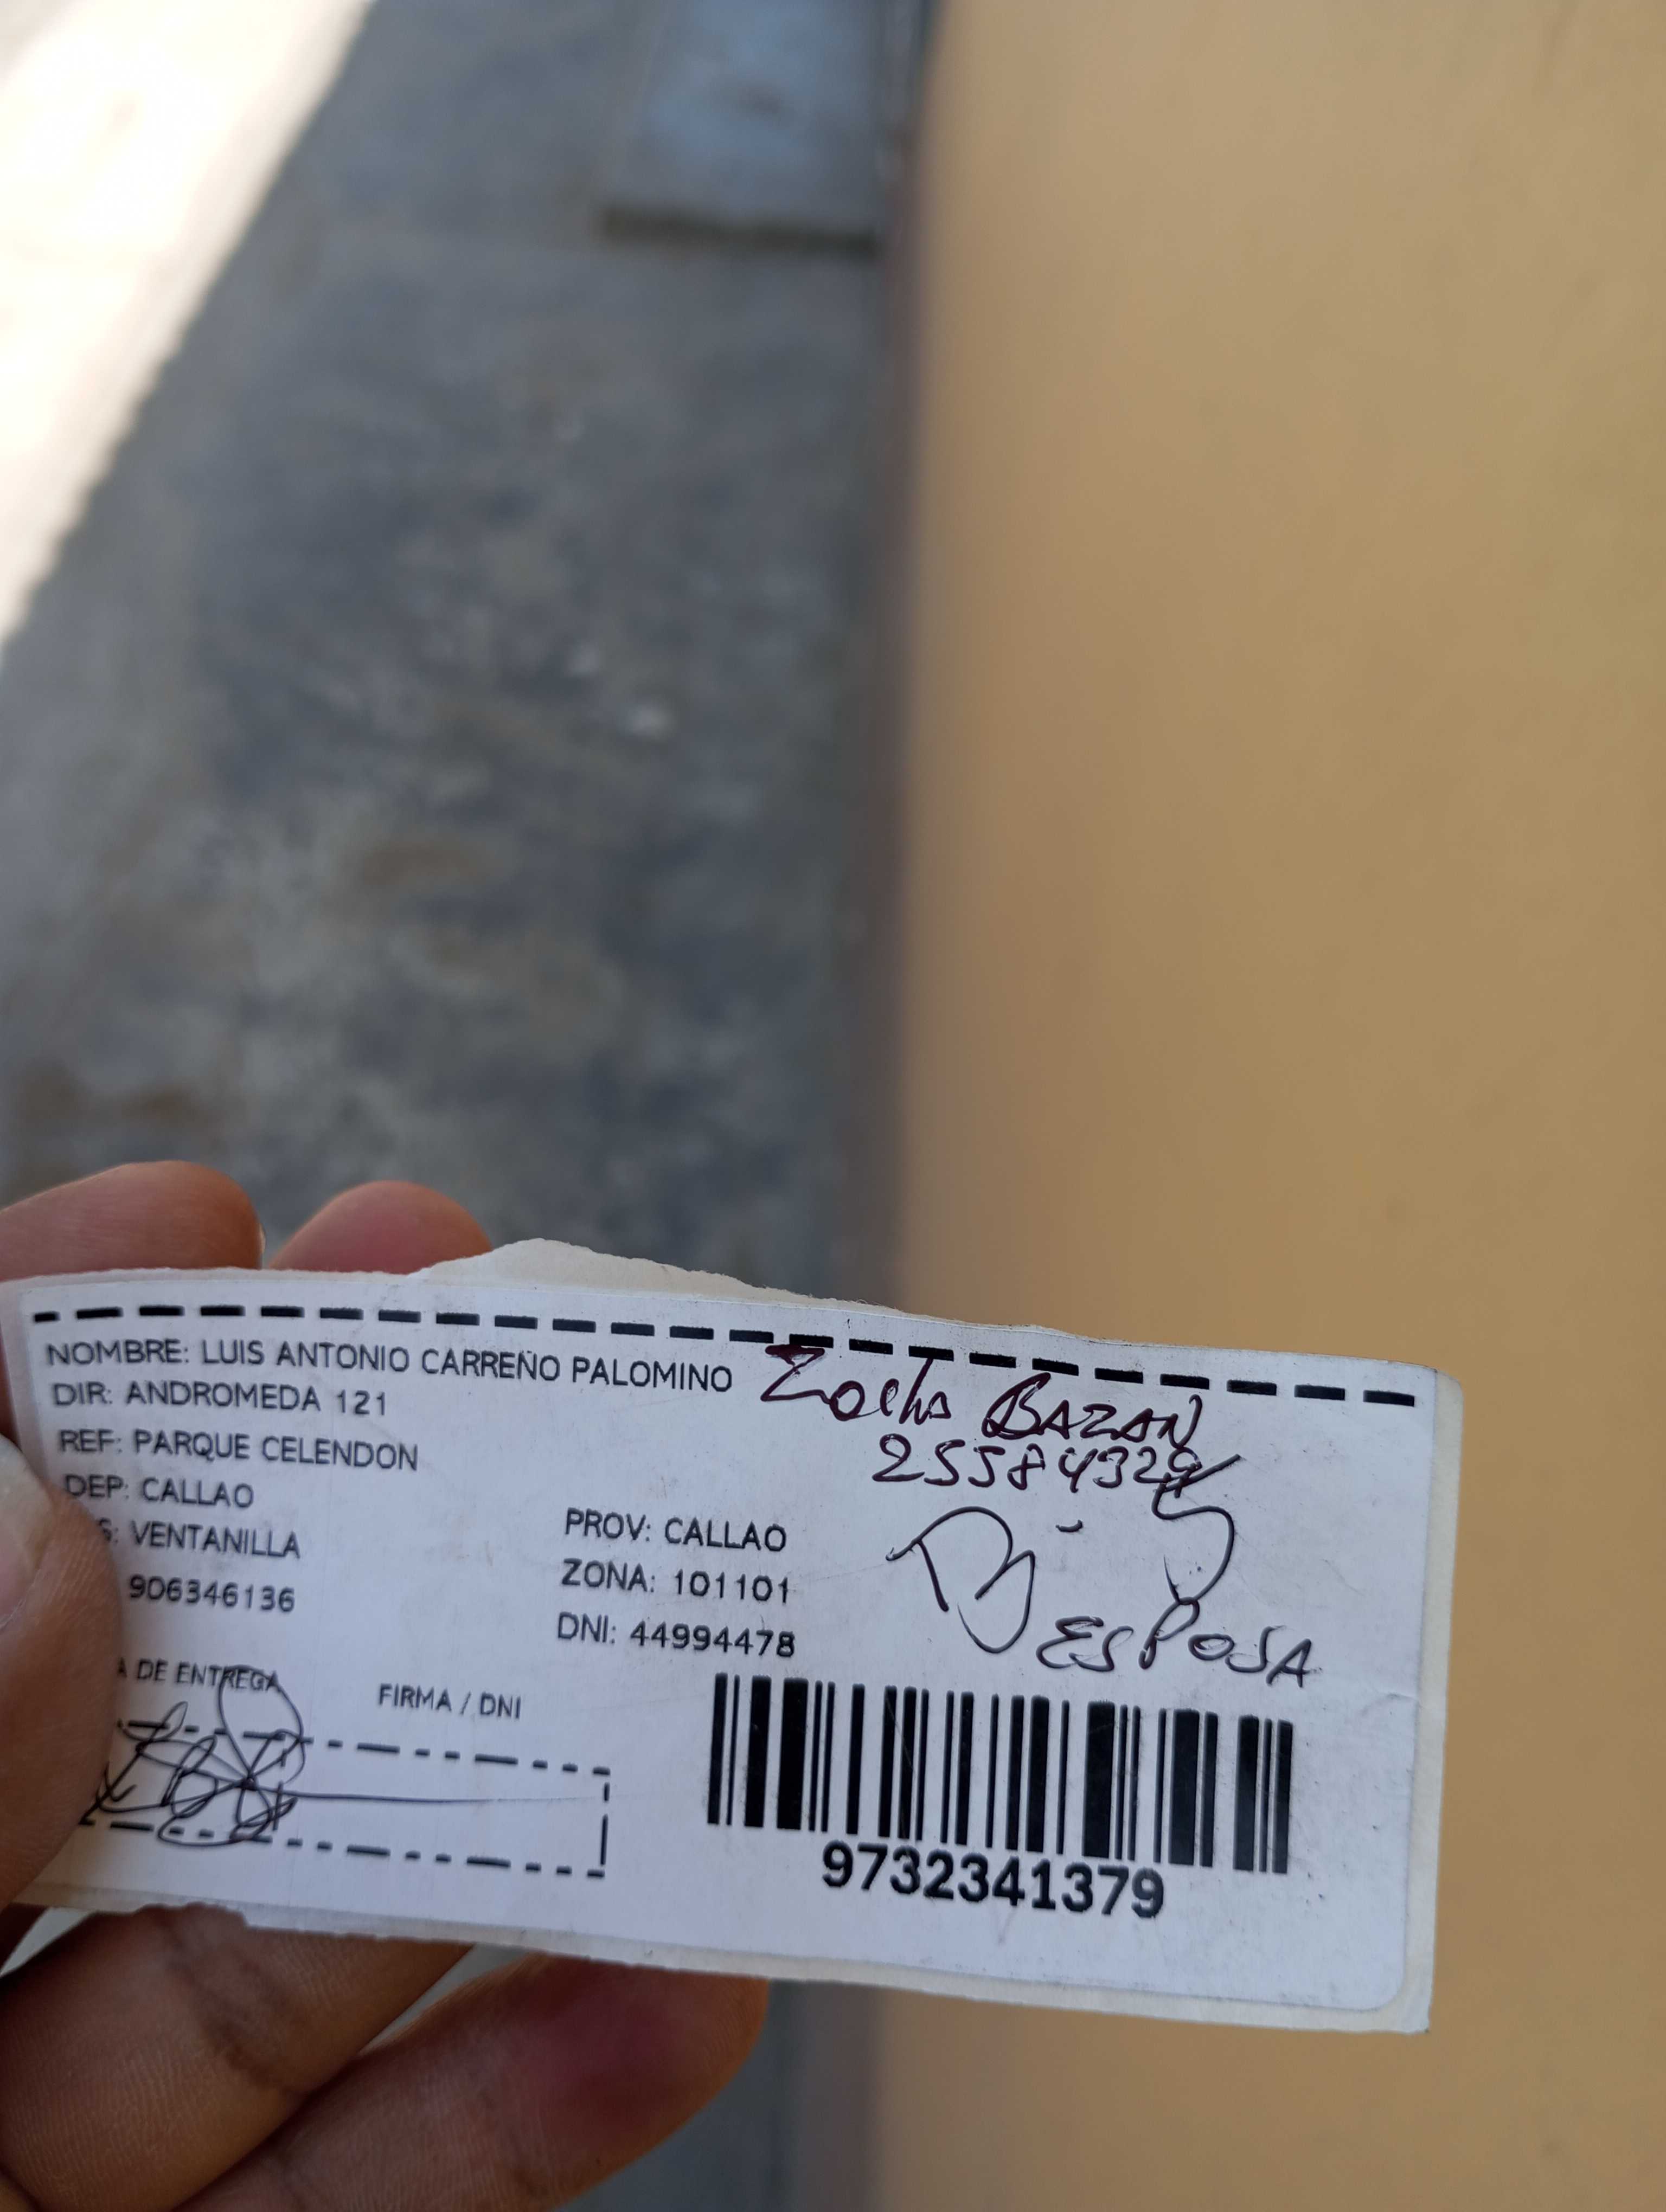 NOMBRE: LUIS ANTONIO CARREÑO PALOMINO
DIR: ANDROMEDA 121
REF: PARQUE CELENDON
DEP: CALLAO
S: VENTANILLA
906346136
PROV: CALLAO
ZONA: 101101
DNI: 44994478
BAZAN
25584329
ESPOSA
A DE ENTREGA
FIRMA / DNI
9732341379